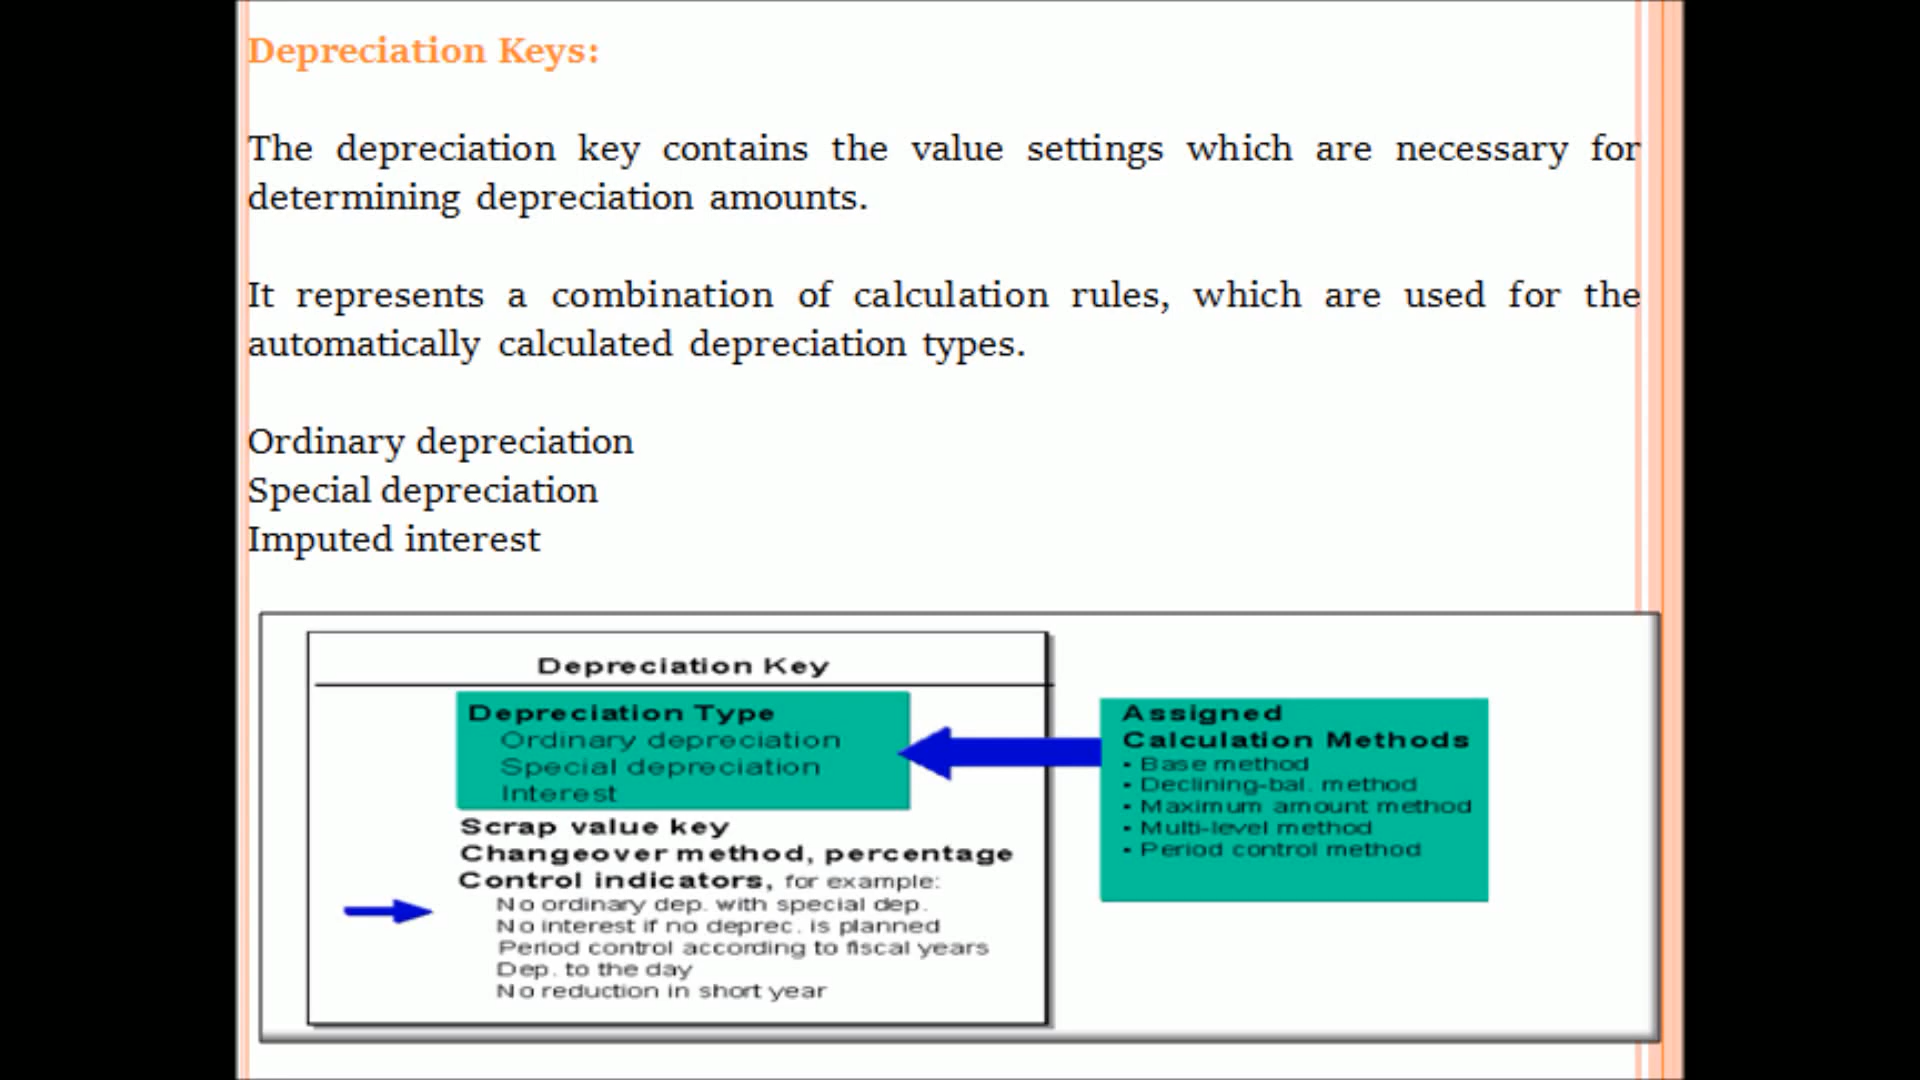 Depreciation Keys:
The depreciation key contains the value settings which are necessary for
determining depreciation amounts.
It represents a combination of calculation rules, which are used for the
automatically calculated depreciation types.
Ordinary depreciation
Special depreciation
Imputed interest
Depreciation Key
Depreciation Type
Ordinary depreciation
Special depreciation
Interest
Scrap value key
Changeover method, percentage
Control indicators, for example:
No ordinary dep. with special dep.
No interest if no deprec. is planned
Period control according to fiscal years
Dep. to the day
No reduction in short year
Assigned
Calculation Methods
▪ Base method
▪ Declining-bal. method
▪ Maximum amount method
▪ Multi-level method
▪ Period control method